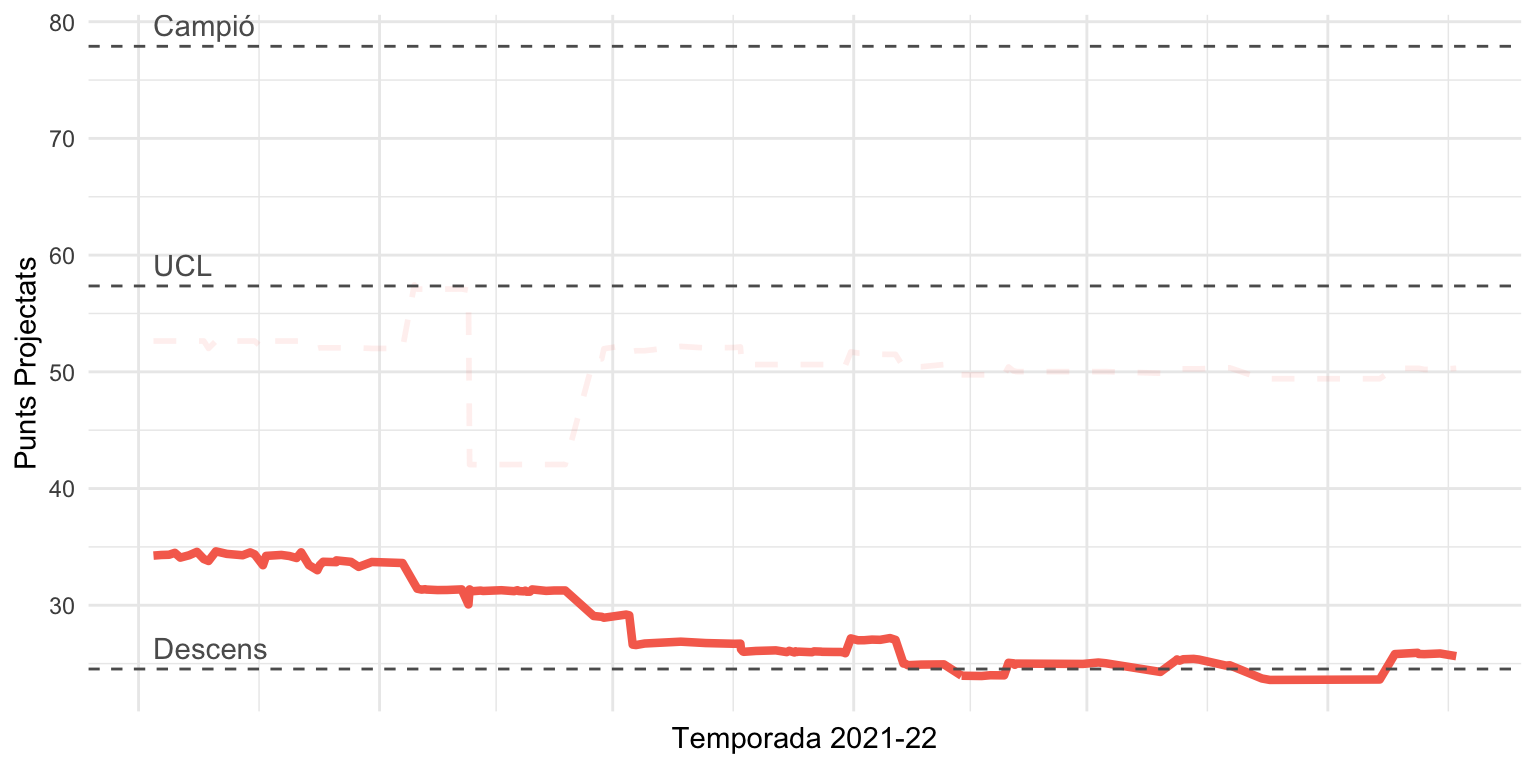 80
Campió
70
UCL
60
Punts Projectats
50
40
30
Descens
Temporada 2021-22